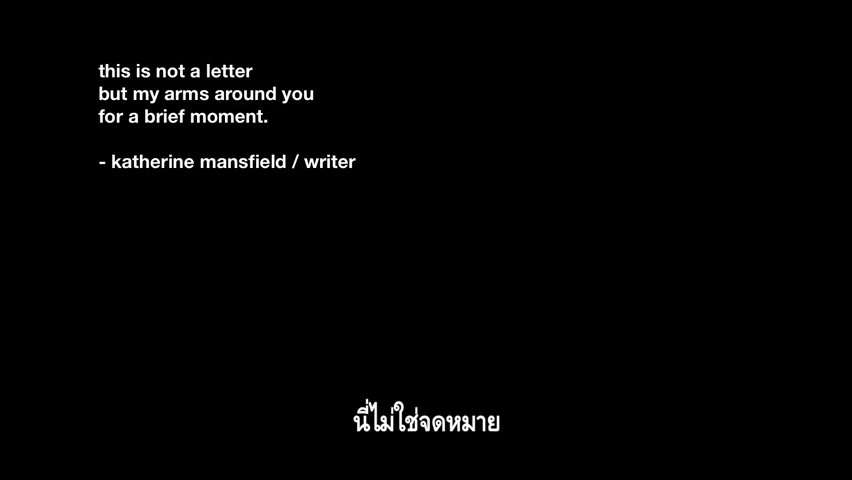 this is not a letter
but my arms around you
for a brief moment.
- katherine mansfield / writer
นี่ไม่ใช่จดหมาย